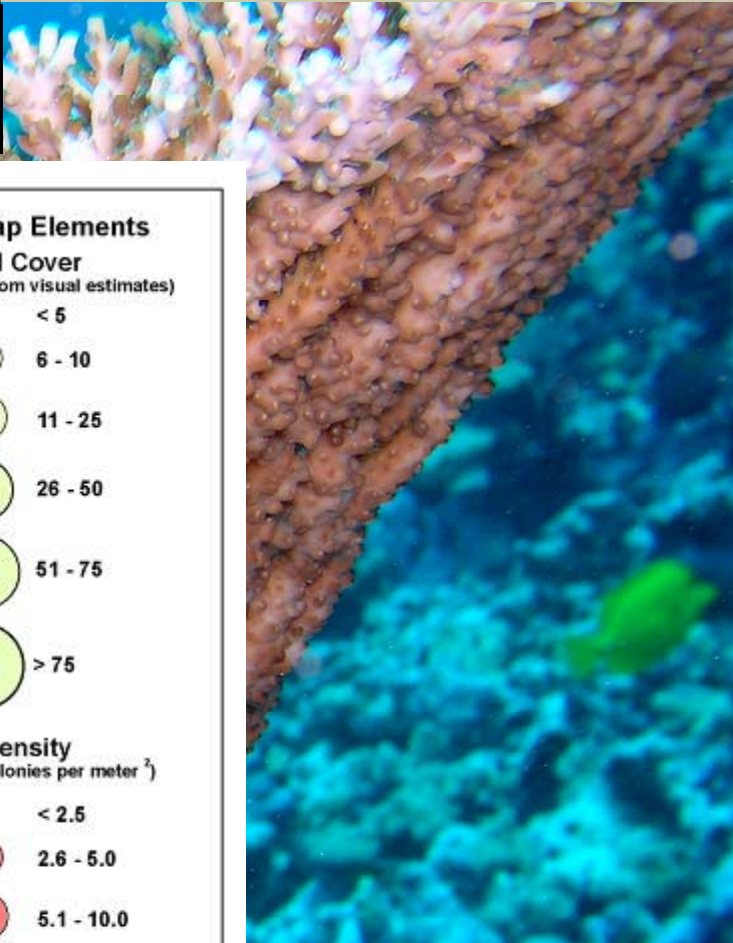 ap Elements
Cover
om visual estimates)
< 5
6 - 10
11 - 25
26 - 50
51 - 75
> 75
ensity
lonies per meter ²)
< 2.5
2.6 - 5.0
5.1 - 10.0